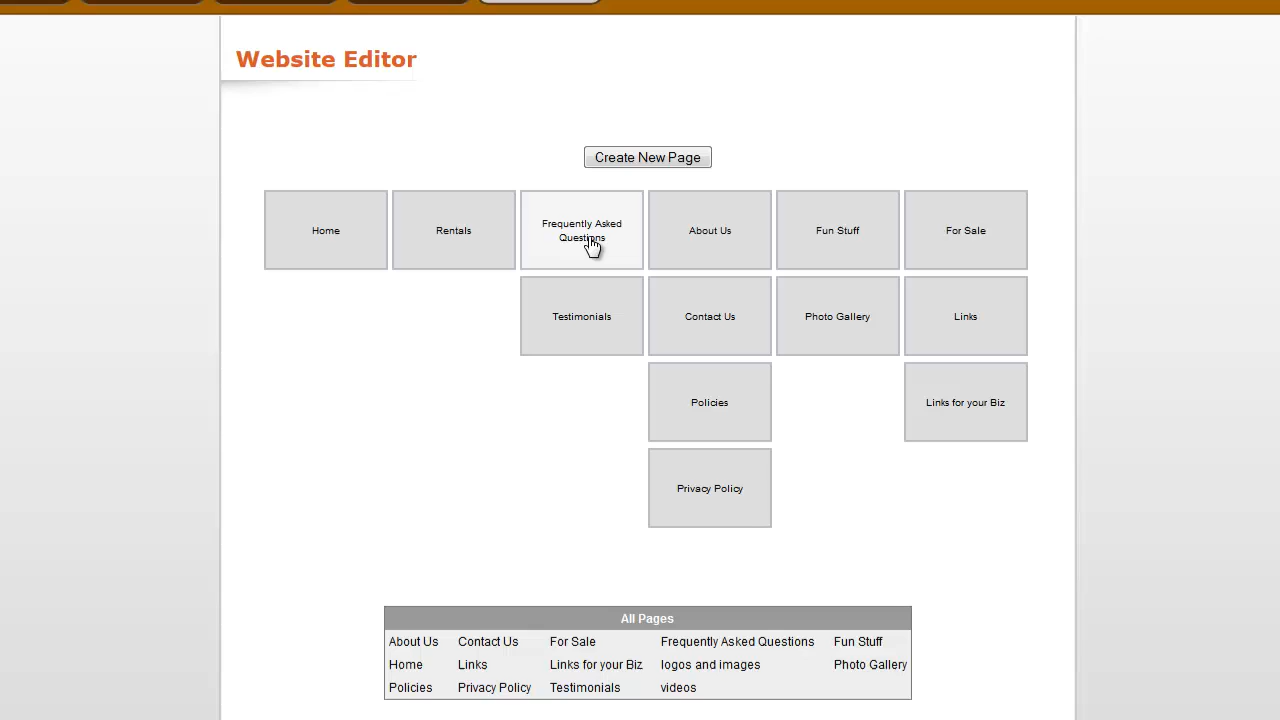 Website Editor
Create New Page
Home
Rentals
Frequently Asked
Questions
About Us
Fun Stuff
For Sale
Testimonials
Contact Us
Photo Gallery
Links
Policies
Links for your Biz
Privacy Policy
All Pages
About Us Contact Us For Sale Frequently Asked Questions Fun Stuff
Home Links Links for your Biz logos and images Photo Gallery
Policies Privacy Policy Testimonials videos